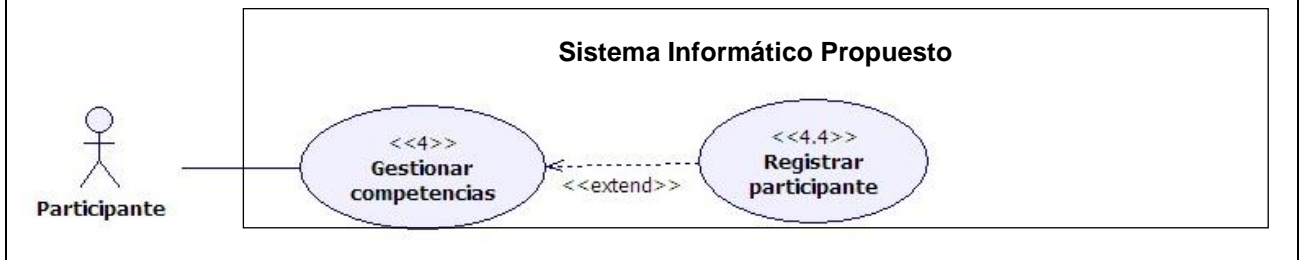 Sistema Informático Propuesto
<<4>>
Gestionar
competencias
<<extend>>
<<4.4>>
Registrar
participante
Participante